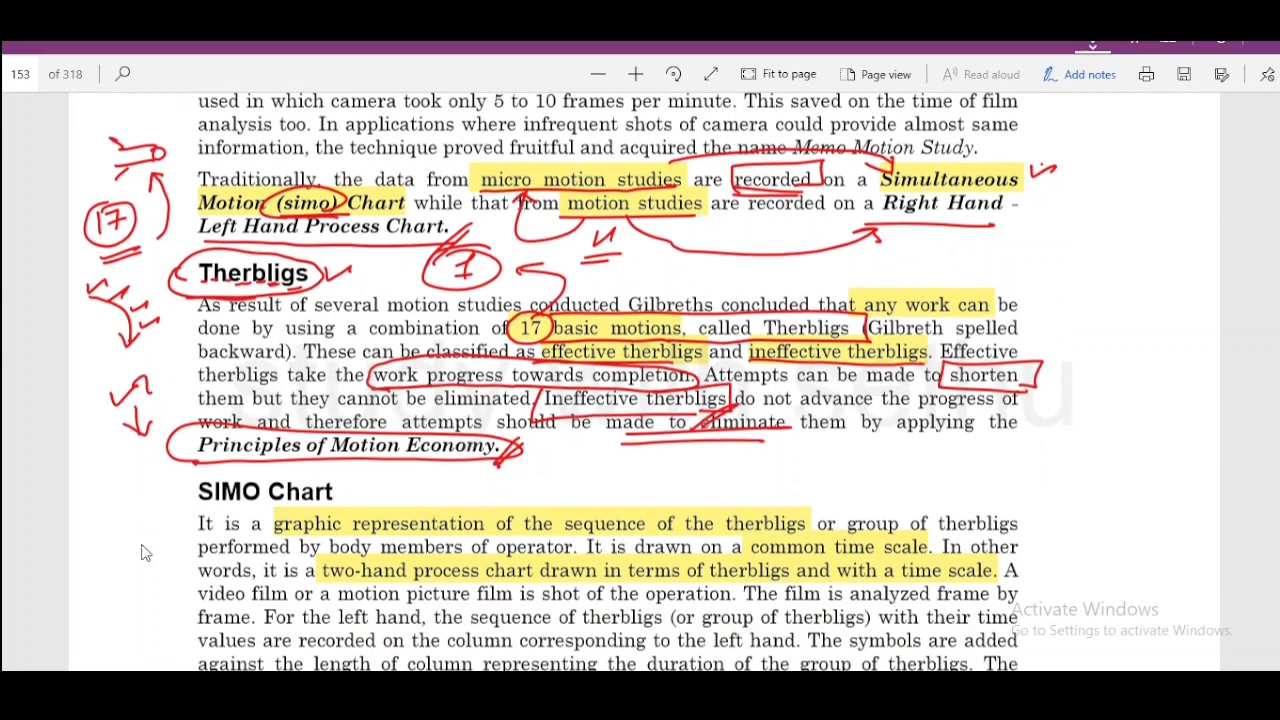 153 of 318
Fit to page
Page view
Read aloud
Add notes
used in which camera took only 5 to 10 frames per minute. This saved on the time of film
analysis too. In applications where infrequent shots of camera could provide almost same
information, the technique proved fruitful and acquired the name Memo Motion Study.
Traditionally, the data from micro motion studies are recorded on a Simultaneous
Motion (simo) Chart while that from motion studies are recorded on a Right Hand -
Left Hand Process Chart.
17
Therbligs
7
As result of several motion studies conducted Gilbreths concluded that any work can be
done by using a combination of 17 basic motions, called Therbligs (Gilbreth spelled
backward). These can be classified as effective therbligs and ineffective therbligs. Effective
therbligs take the work progress towards completion. Attempts can be made to shorten
them but they cannot be eliminated. Ineffective therbligs do not advance the progress of
work and therefore attempts should be made to eliminate them by applying the
Principles of Motion Economy.
SIMO Chart
It is a graphic representation of the sequence of the therbligs or group of therbligs
performed by body members of operator. It is drawn on a common time scale. In other
words, it is a two-hand process chart drawn in terms of therbligs and with a time scale. A
video film or a motion picture film is shot of the operation. The film is analyzed frame by
frame. For the left hand, the sequence of therbligs (or group of therbligs) with their time
values are recorded on the column corresponding to the left hand. The symbols are added
against the length of column representing the duration of the group of therbligs. The
Activate Windows
Go to Settings to activate Windows.